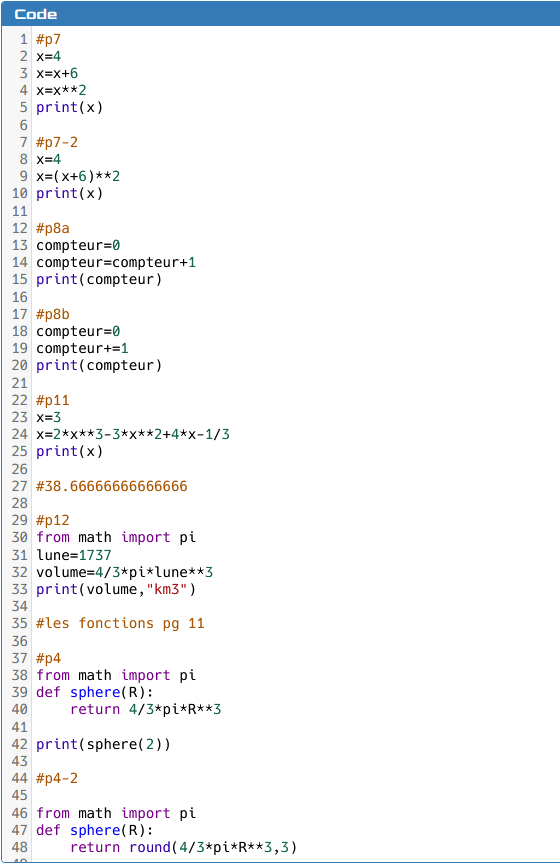 Code
1 #p7
2 x=4
3 x=x+6
4 x=x**2
5 print(x)
6
7 #p7-2
8 x=4
9 x=(x+6)**2
10 print(x)
11
12 #p8a
13 compteur=0
14 compteur=compteur+1
15 print(compteur)
16
17 #p8b
18 compteur=0
19 compteur+=1
20 print(compteur)
21
22 #p11
23 x=3
24 x=2*x**3-3*x**2+4*x-1/3
25 print(x)
26
27 #38.66666666666666
28
29 #p12
30 from math import pi
31 lune=1737
32 volume=4/3*pi*lune**3
33 print(volume,"km3")
34
35 #les fonctions pg 11
36
37 #p4
38 from math import pi
39 def sphere(R):
40     return 4/3*pi*R**3
41
42 print(sphere(2))
43
44 #p4-2
45
46 from math import pi
47 def sphere(R):
48     return round(4/3*pi*R**3,3)